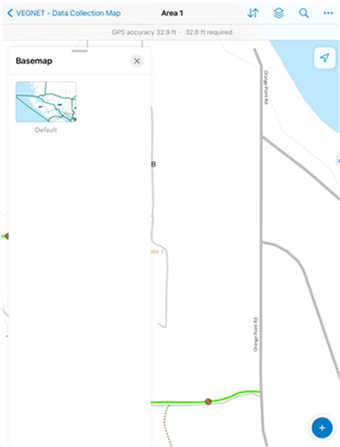 VEGNET - Data Collection Map
Area 1
GPS accuracy 32.9 ft · 32.8 ft required
Basemap
Default
B
Orange Point Rd
Orange Point Rd